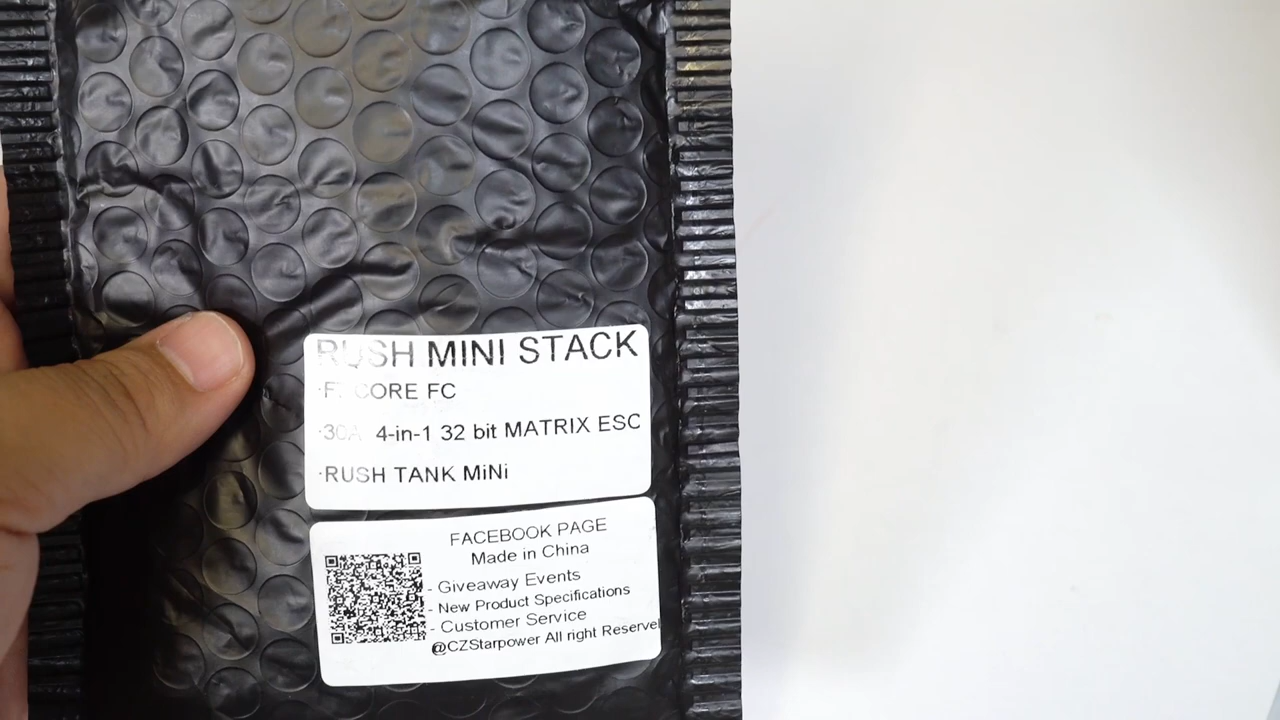 RUSH MINI STACK
CORE FC
·30A 4-in-1 32 bit MATRIX ESC
·RUSH TANK MiNi
FACEBOOK PAGE
Made in China
- Giveaway Events
- New Product Specifications
- Customer Service
@CZStarpower All right Reserve